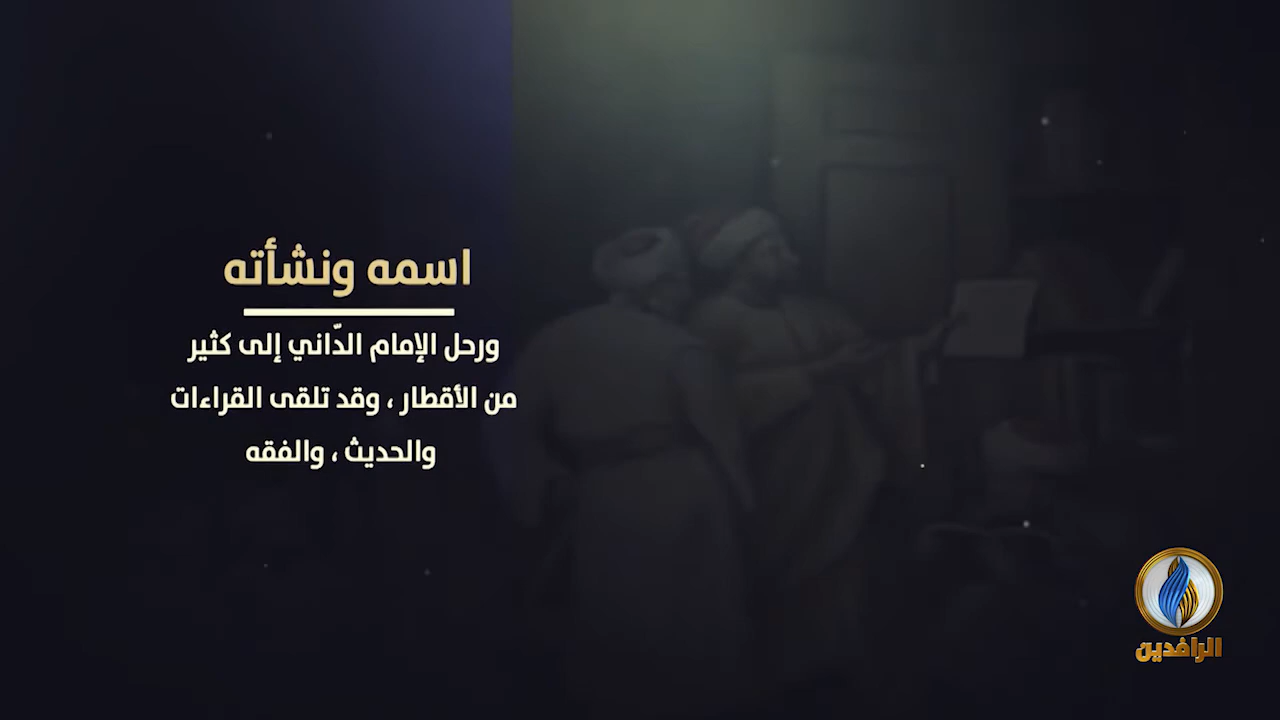 اسمه ونشأته
ورحل الإمام الدّاني إلى كثير
من الأقطار ، وقد تلقى القراءات
والحديث ، والفقه
الرافدين